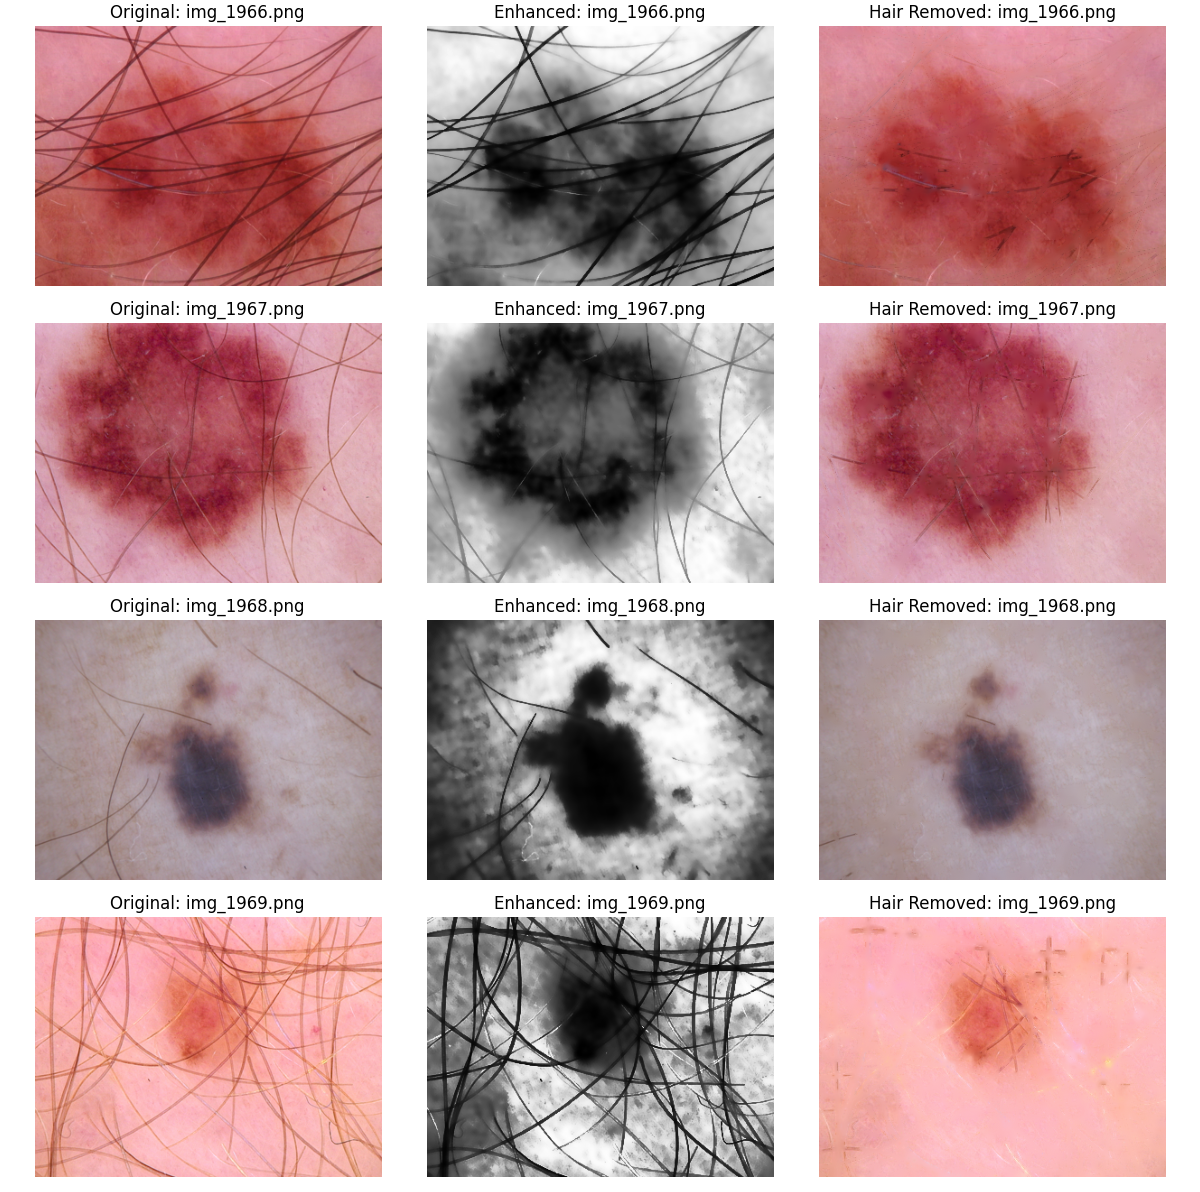 Original: img_1966.png
Enhanced: img_1966.png
Hair Removed: img_1966.png
Original: img_1967.png
Enhanced: img_1967.png
Hair Removed: img_1967.png
Original: img_1968.png
Enhanced: img_1968.png
Hair Removed: img_1968.png
Original: img_1969.png
Enhanced: img_1969.png
Hair Removed: img_1969.png